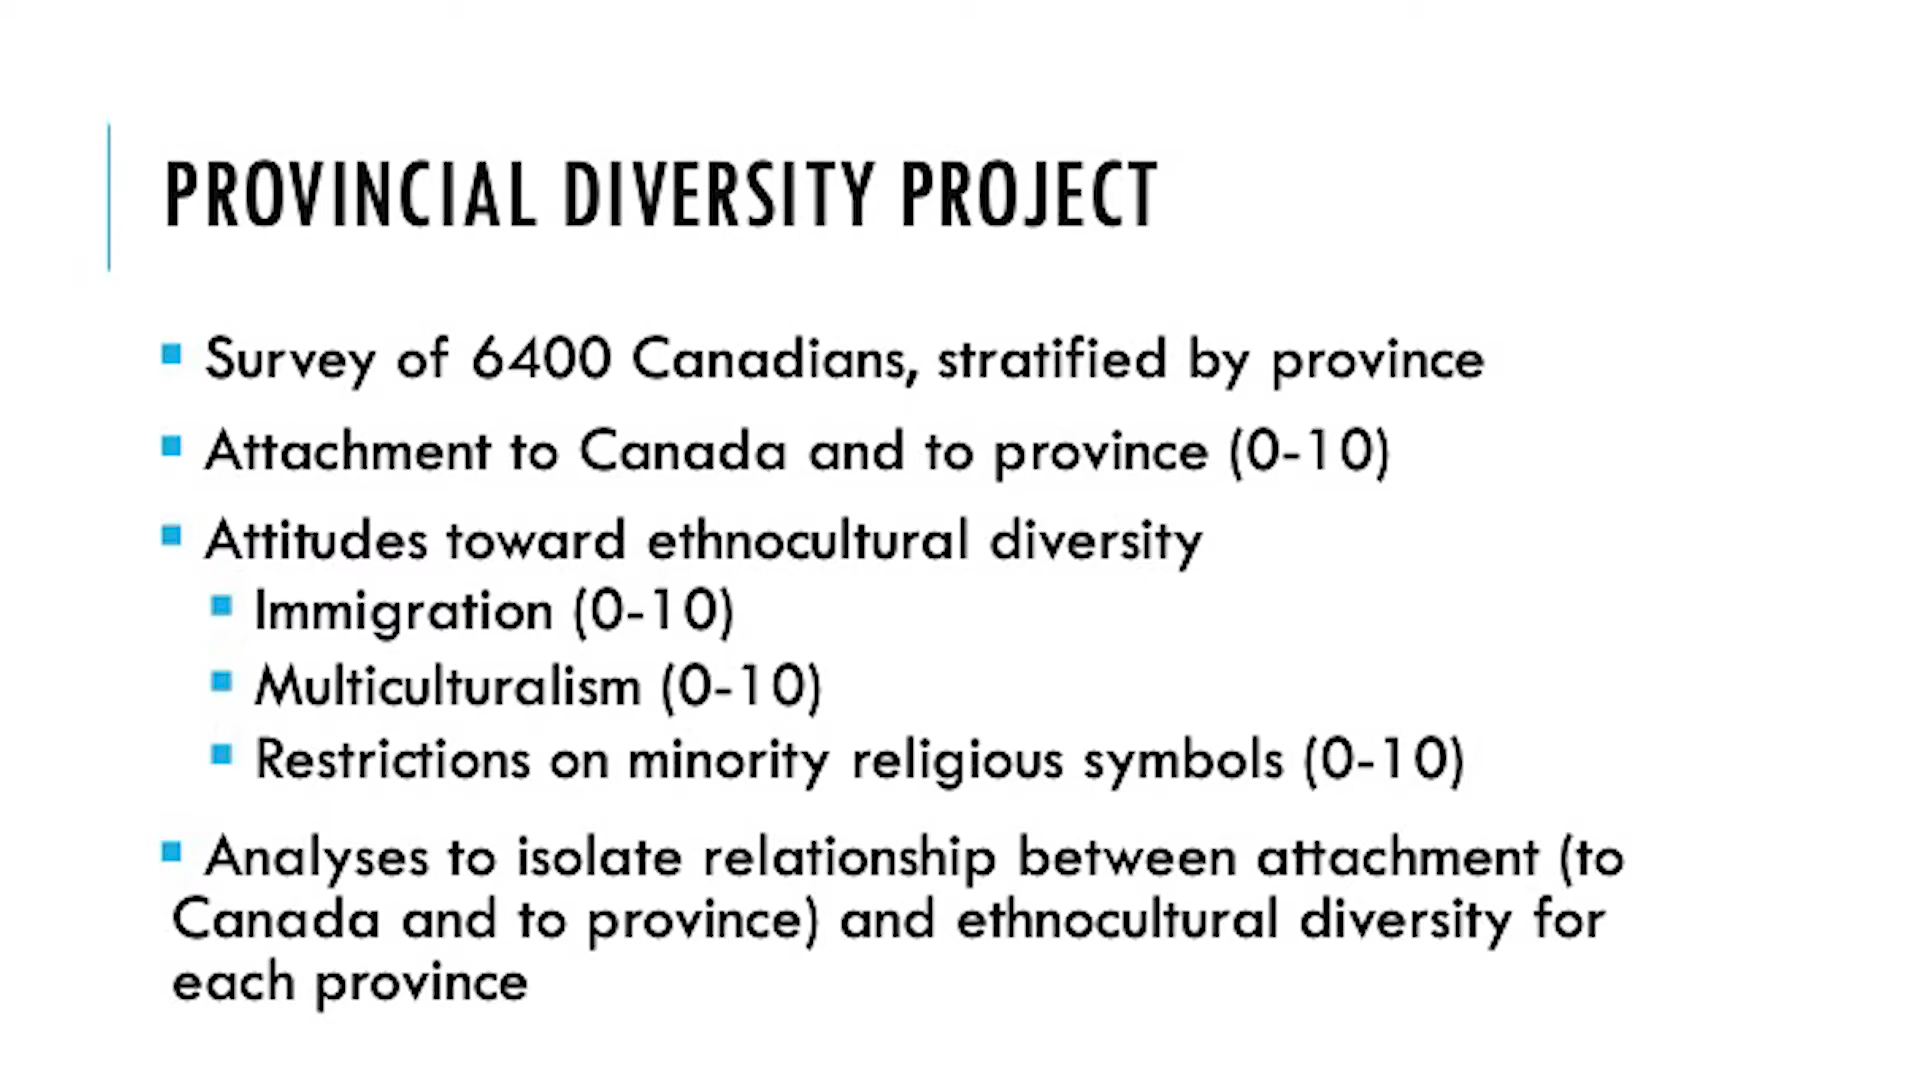 PROVINCIAL DIVERSITY PROJECT
▪ Survey of 6400 Canadians, stratified by province
▪ Attachment to Canada and to province (0-10)
▪ Attitudes toward ethnocultural diversity
▪ Immigration (0-10)
▪ Multiculturalism (0-10)
▪ Restrictions on minority religious symbols (0-10)
▪ Analyses to isolate relationship between attachment (to
Canada and to province) and ethnocultural diversity for
each province